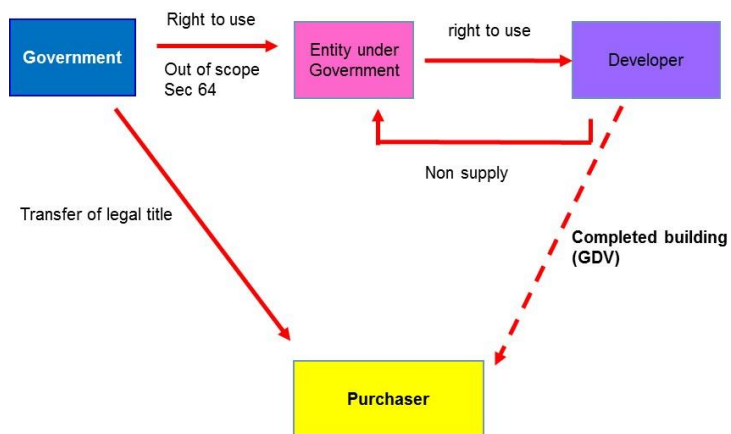 Right to use
Government
Out of scope
Sec 64
Entity under
Government
right to use
Developer
Non supply
Transfer of legal title
Completed building
(GDV)
Purchaser